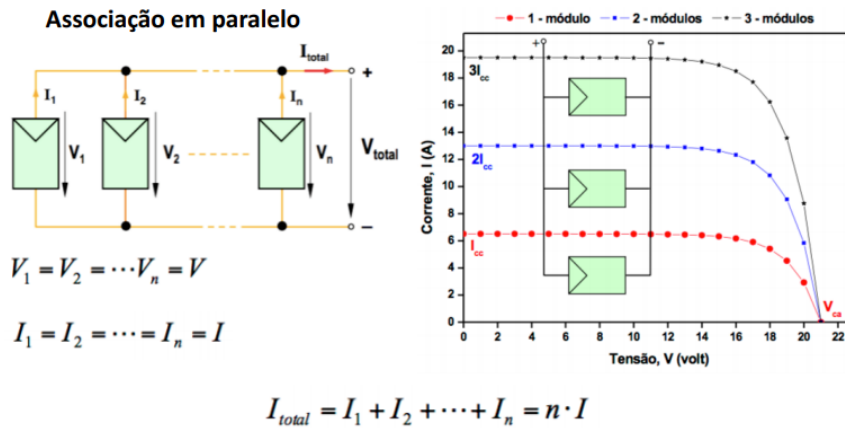 Associação em paralelo
I_total
+
I_1
I_2
I_n
V_1
V_2
V_n
V_total
−
V_1 = V_2 = ⋯V_n = V
I_1 = I_2 = ⋯ = I_n = I
1 - módulo 2 - módulos 3 - módulos
+ −
3I_cc
2I_cc
I_cc
V_ca
Corrente, I (A)
20
18
16
14
12
10
8
6
4
2
0
0 2 4 6 8 10 12 14 16 18 20 22
Tensão, V (volt)
I_total = I_1 + I_2 + ⋯ + I_n = n · I